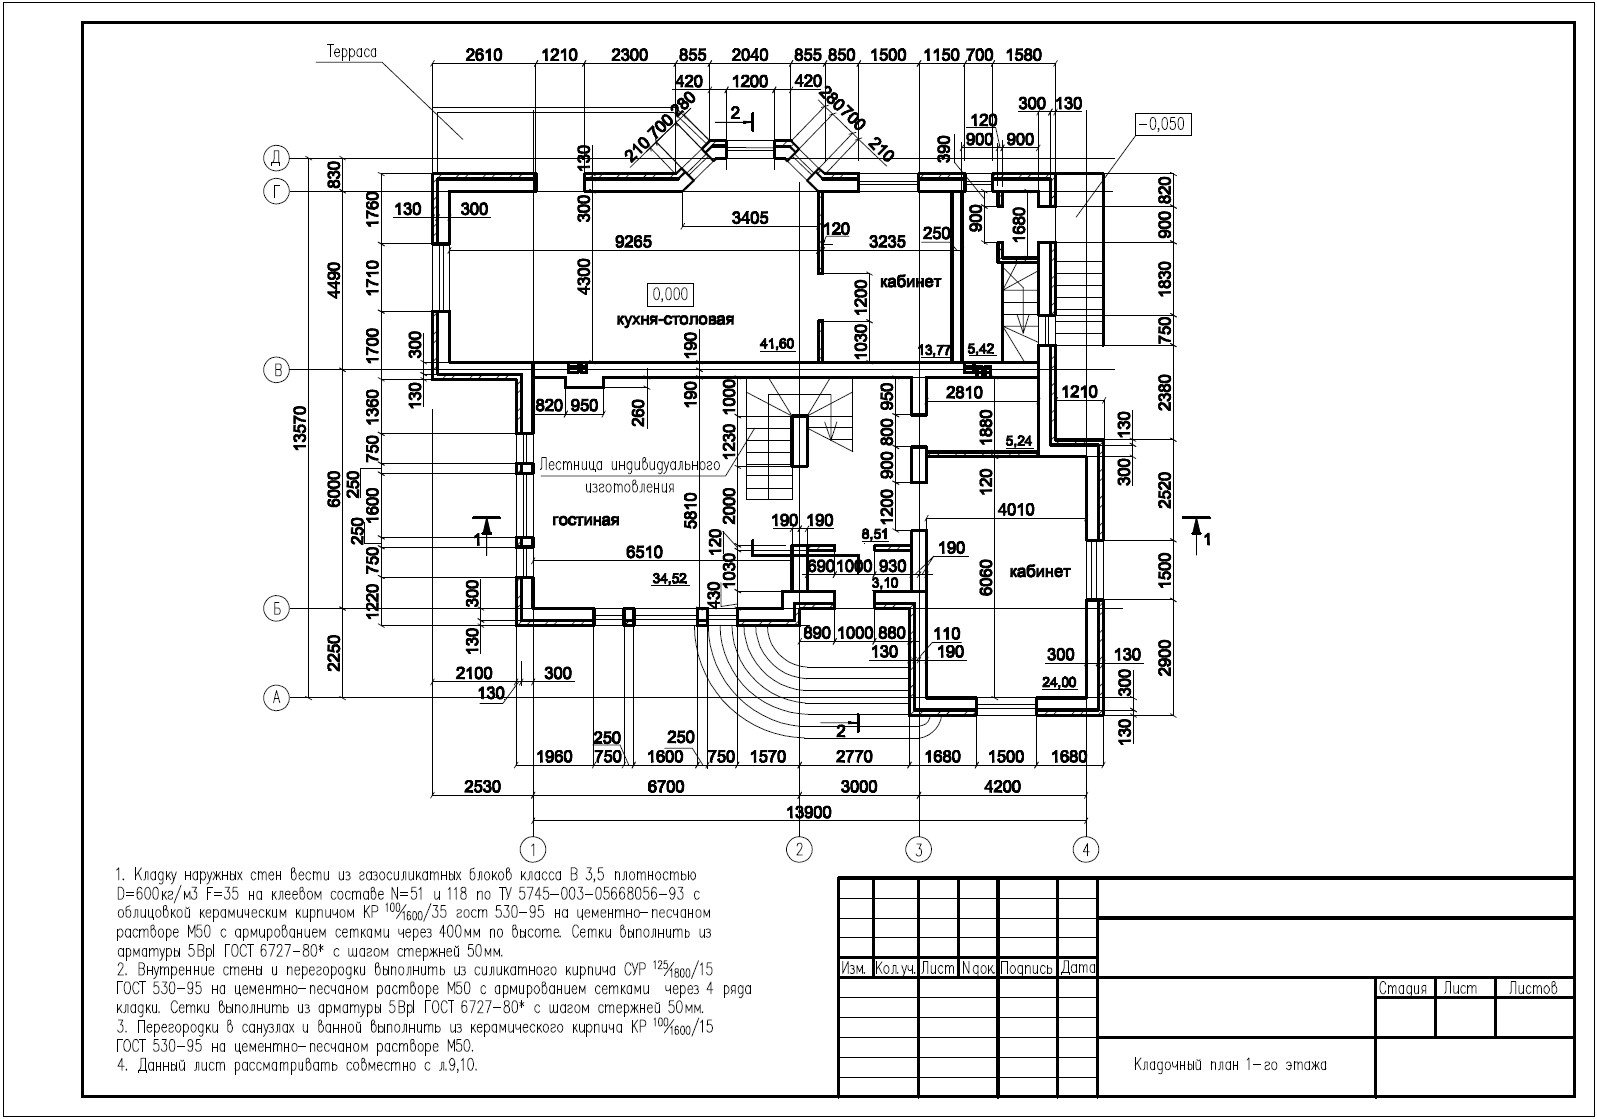 Терраса
2610 1210 2300 855 2040 855 850 1500 1150 700 1580
420 1200 420
300 130
280 700 210
2
280 700 210
120
900 900
390
-0,050
Д
Г
В
Б
А
830
4490
6000
2250
13570
1760
1710
1700
1360
750
250
1600
250
750
1220
130 300
130
300
3405
9265
120
3235
250
900
1680
820
900
1830
750
2380
2520
1500
2900
4300
0,000
кухня-столовая
41,60
кабинет
1200
1030
13,77
5,42
190
190
300
130
820 950
260
1000
1230
2000
120
1030
430
950
800
900
1200
2810
1880
5,24
1210
130
300
120
Лестница индивидуального
изготовления
гостиная
5810
6510
34,52
190 190
8,51
690 1000 930
190
3,10
4010
6060
кабинет
1
1
300
130
2100 300
130
890 1000 880
110
130 190
300 130
24,00
300
130
2
250 250
1960 750 1600 750 1570 2770 1680 1500 1680
2530 6700 3000 4200
13900
1 2 3 4
1. Кладку наружных стен вести из газосиликатных блоков класса В 3,5 плотностью
D=600кг/м3 F=35 на клеевом составе N=51 и 118 по ТУ 5745-003-05668056-93 с
облицовкой керамическим кирпичом КР 100/1600/35 гост 530-95 на цементно-песчаном
растворе М50 с армированием сетками через 400мм по высоте. Сетки выполнить из
арматуры 5ВрI ГОСТ 6727-80* с шагом стержней 50мм.
2. Внутренние стены и перегородки выполнить из силикатного кирпича СУР 125/1800/15
ГОСТ 530-95 на цементно-песчаном растворе М50 с армированием сетками через 4 ряда
кладки. Сетки выполнить из арматуры 5ВрI ГОСТ 6727-80* с шагом стержней 50мм.
3. Перегородки в санузлах и ванной выполнить из керамического кирпича КР 100/1600/15
ГОСТ 530-95 на цементно-песчаном растворе М50.
4. Данный лист рассматривать совместно с л.9,10.
Изм. Кол.уч. Лист Nдок. Подпись Дата
Стадия Лист Листов
Кладочный план 1-го этажа